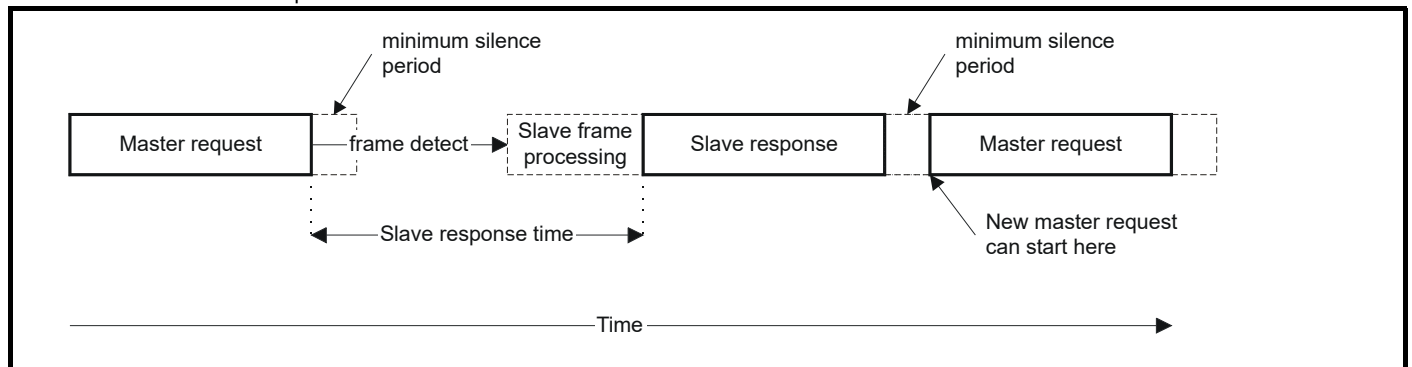 minimum silence
period
minimum silence
period
Master request
frame detect
Slave frame
processing
Slave response
Master request
Slave response time
New master request
can start here
Time